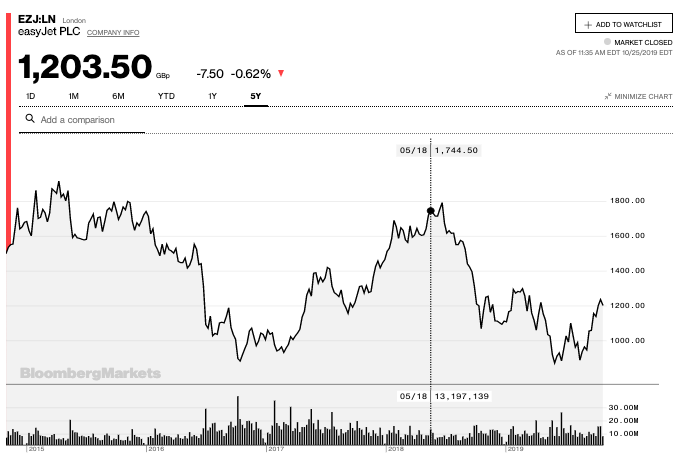 EZJ:LN London
easyJet PLC COMPANY INFO
+ ADD TO WATCHLIST
MARKET CLOSED
AS OF 11:35 AM EDT 10/25/2019 EDT
1,203.50 GBp -7.50 -0.62% ▼
1D 1M 6M YTD 1Y 5Y
MINIMIZE CHART
Add a comparison
05/18 1,744.50
1800.00
1600.00
1400.00
1200.00
1000.00
BloombergMarkets
05/18 13,197,139
30.00M
20.00M
10.00M
2015 2016 2017 2018 2019